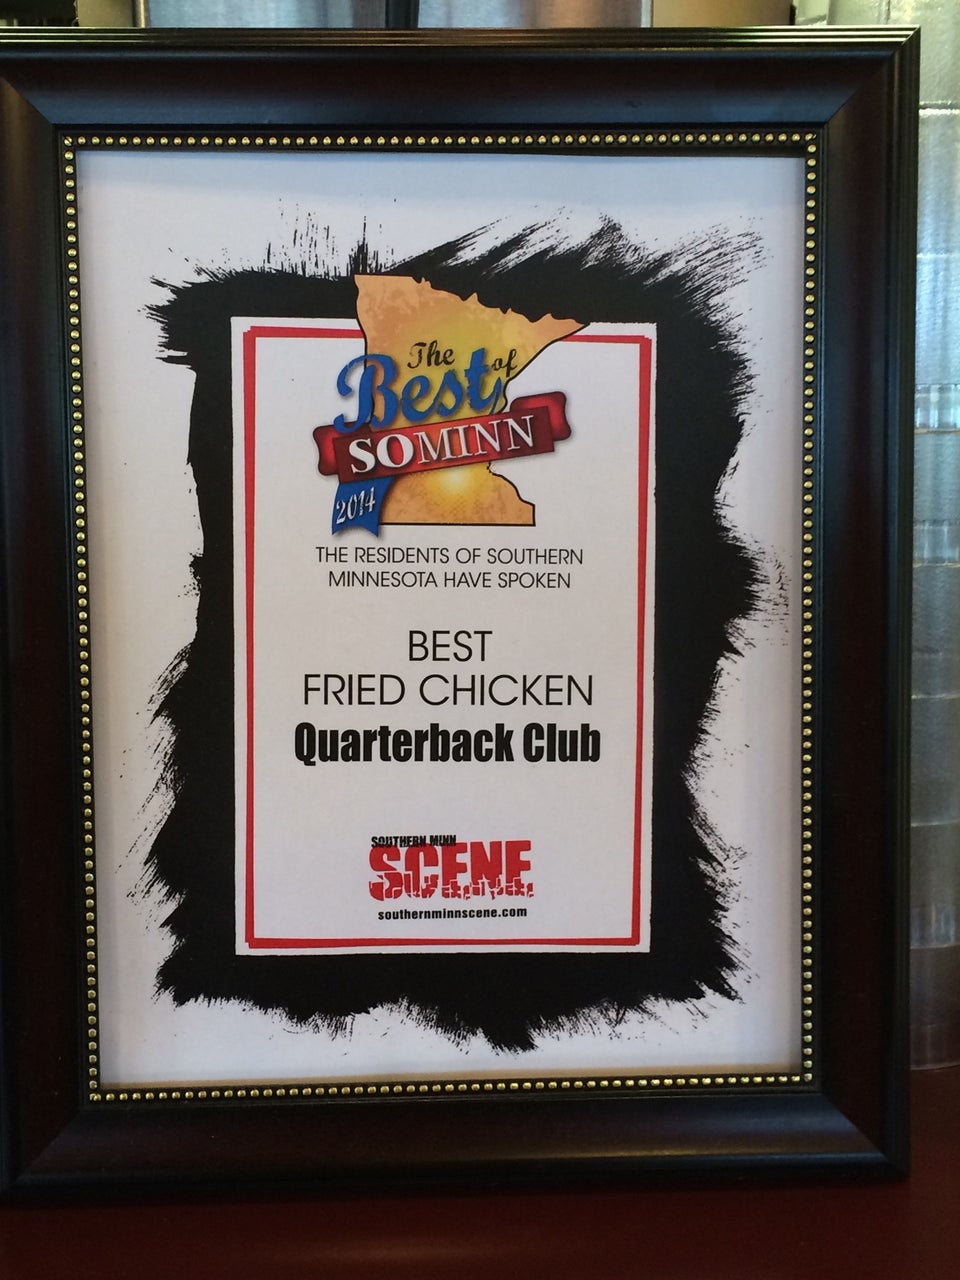 The
Best of
SOMINN
2014
THE RESIDENTS OF SOUTHERN
MINNESOTA HAVE SPOKEN
BEST
FRIED CHICKEN
Quarterback Club
SOUTHERN MINN
SCENE
southernminnscene.com